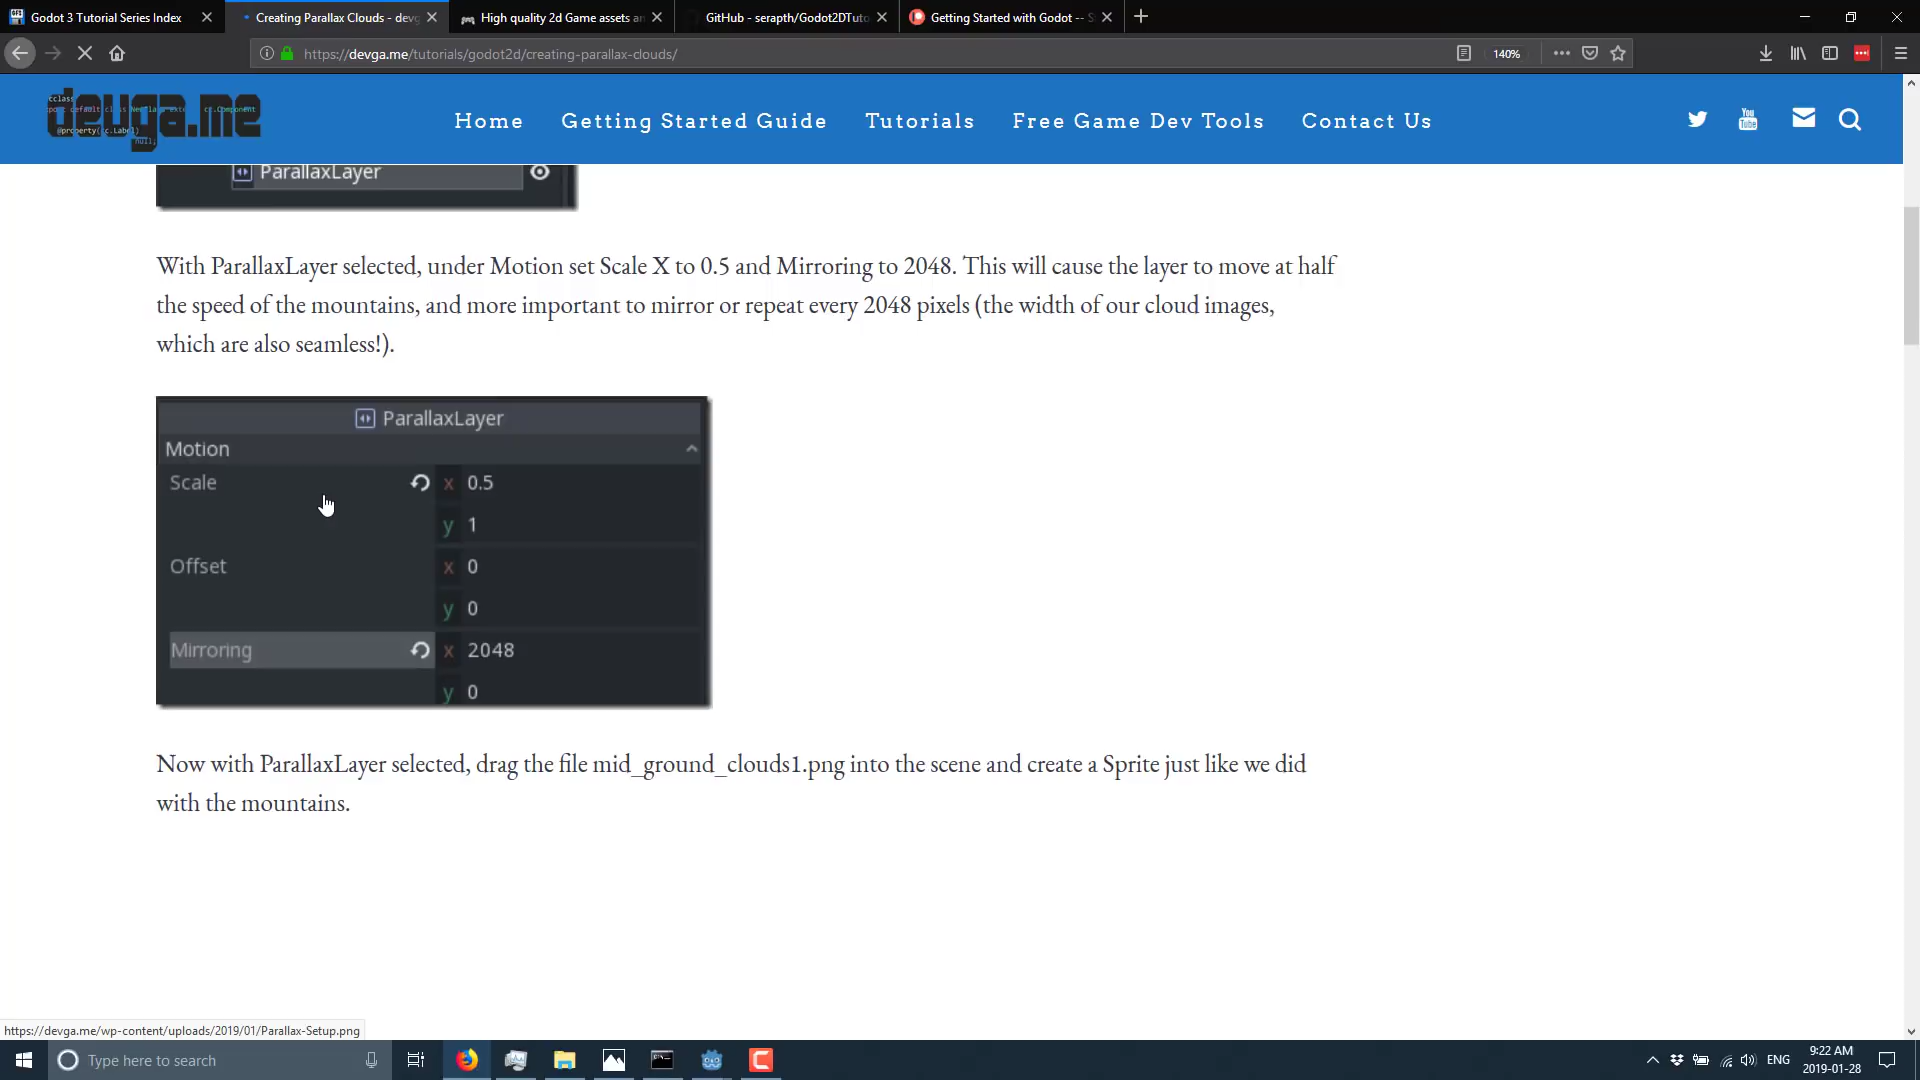 Godot 3 Tutorial Series Index
Creating Parallax Clouds - devg
High quality 2d Game assets an
GitHub - serapth/Godot2DTuto
Getting Started with Godot -- S
https://devga.me/tutorials/godot2d/creating-parallax-clouds/
140%
devga.me
Home
Getting Started Guide
Tutorials
Free Game Dev Tools
Contact Us
You Tube
ParallaxLayer
With ParallaxLayer selected, under Motion set Scale X to 0.5 and Mirroring to 2048. This will cause the layer to move at half
the speed of the mountains, and more important to mirror or repeat every 2048 pixels (the width of our cloud images,
which are also seamless!).
ParallaxLayer
Motion
Scale x 0.5
y 1
Offset x 0
y 0
Mirroring x 2048
y 0
Now with ParallaxLayer selected, drag the file mid_ground_clouds1.png into the scene and create a Sprite just like we did
with the mountains.
https://devga.me/wp-content/uploads/2019/01/Parallax-Setup.png
Type here to search
ENG
9:22 AM
2019-01-28